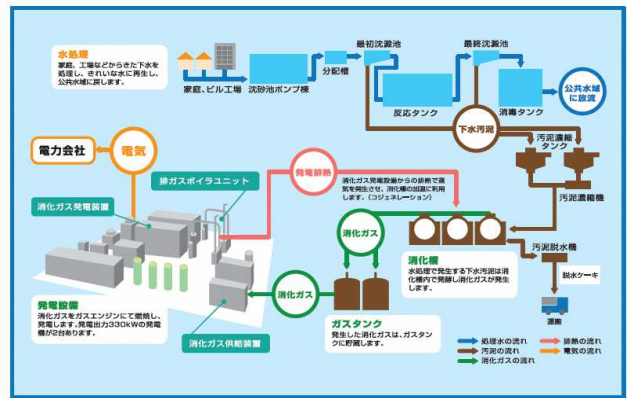 水処理
家庭、工場などからきた下水を
処理し、きれいな水に再生し、
公共水域に戻します。
家庭、ビル工場
沈砂池ポンプ棟
分配槽
最初沈澱池
反応タンク
最終沈澱池
消毒タンク
公共水域
に放流
下水汚泥
汚泥濃縮
タンク
汚泥濃縮機
電力会社
電気
排ガスボイラユニット
消化ガス発電装置
発電排熱
消化ガス発電設備からの排熱で蒸
気を発生させ、消化槽の加温に利用
します。(コジェネレーション)
消化ガス
消化槽
水処理で発生する下水汚泥は消
化槽内で発酵し消化ガスが発生
します。
汚泥脱水機
脱水ケーキ
運搬
発電設備
消化ガスをガスエンジンにて燃焼し、
発電します。発電出力330kWの発電
機が2台あります。
消化ガス
消化ガス供給装置
ガスタンク
発生した消化ガスは、ガスタン
クに貯蔵します。
処理水の流れ
汚泥の流れ
消化ガスの流れ
排熱の流れ
電気の流れ